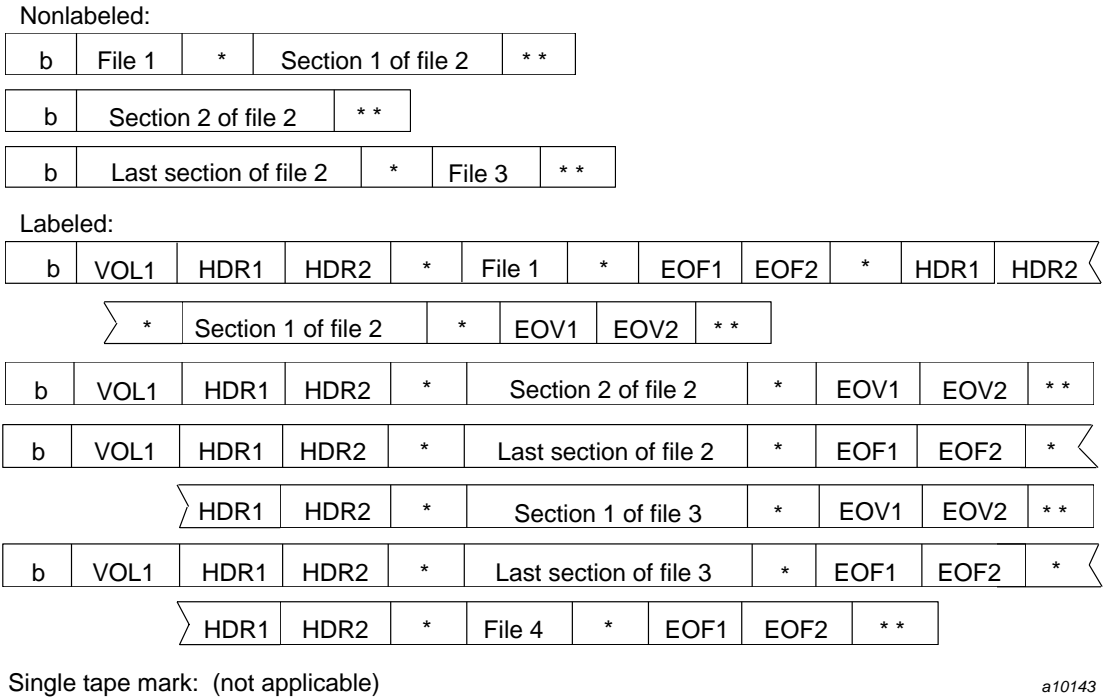 Nonlabeled:
b File 1 * Section 1 of file 2 * *
b Section 2 of file 2 * *
b Last section of file 2 * File 3 * *
Labeled:
b VOL1 HDR1 HDR2 * File 1 * EOF1 EOF2 * HDR1 HDR2
* Section 1 of file 2 * EOV1 EOV2 * *
b VOL1 HDR1 HDR2 * Section 2 of file 2 * EOV1 EOV2 * *
b VOL1 HDR1 HDR2 * Last section of file 2 * EOF1 EOF2 *
HDR1 HDR2 * Section 1 of file 3 * EOV1 EOV2 * *
b VOL1 HDR1 HDR2 * Last section of file 3 * EOF1 EOF2 *
HDR1 HDR2 * File 4 * EOF1 EOF2 * *
Single tape mark: (not applicable)
a10143